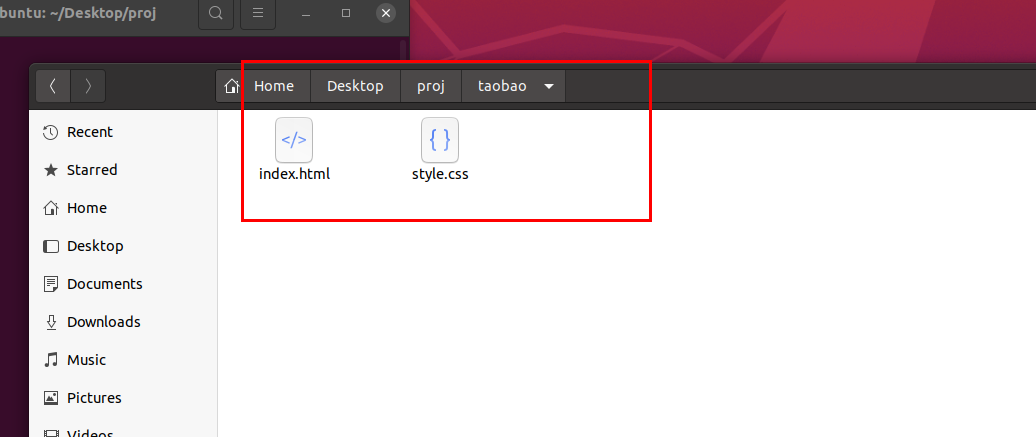 buntu: ~/Desktop/proj
Home Desktop proj taobao
Recent
Starred
Home
Desktop
Documents
Downloads
Music
Pictures
Videos
</> { }
index.html style.css